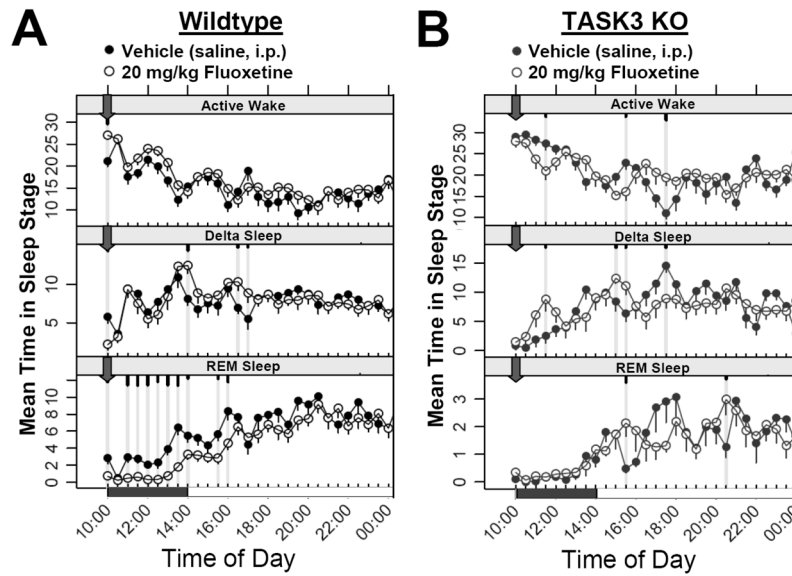 A
Wildtype
Vehicle (saline, i.p.)
20 mg/kg Fluoxetine
Active Wake
30
25
20
15
10
Delta Sleep
10
5
REM Sleep
10
8
6
4
2
0
Mean Time in Sleep Stage
10:00
12:00
14:00
16:00
18:00
20:00
22:00
00:00
Time of Day
B
TASK3 KO
Vehicle (saline, i.p.)
20 mg/kg Fluoxetine
Active Wake
30
25
20
15
10
Delta Sleep
15
10
5
0
REM Sleep
3
2
1
0
Mean Time in Sleep Stage
10:00
12:00
14:00
16:00
18:00
20:00
22:00
00:00
Time of Day